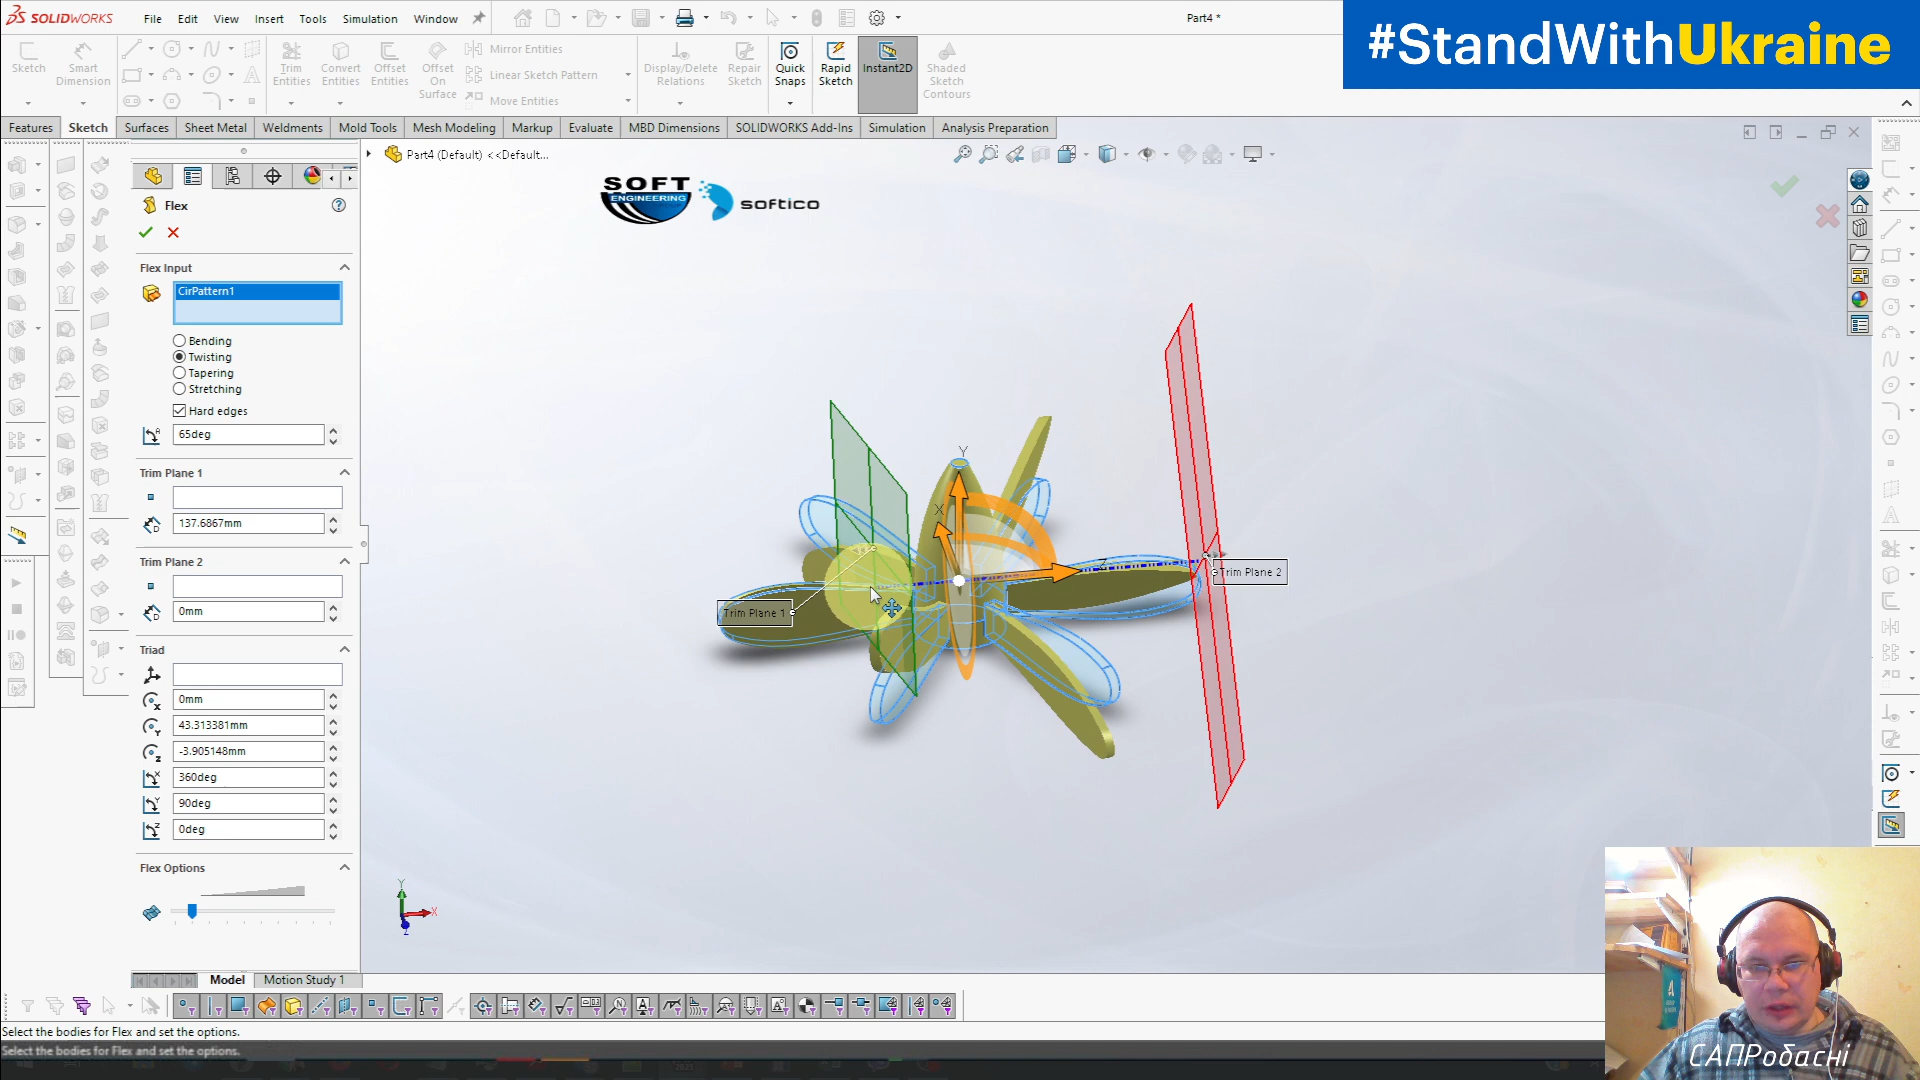 SOLIDWORKS
File Edit View Insert Tools Simulation Window
Part4 *
#StandWithUkraine
Sketch
Smart Dimension
Trim Entities
Convert Entities
Offset Entities
Offset On Surface
Mirror Entities
Linear Sketch Pattern
Move Entities
Display/Delete Relations
Repair Sketch
Quick Snaps
Rapid Sketch
Instant2D
Shaded Sketch Contours
Features Sketch Surfaces Sheet Metal Weldments Mold Tools Mesh Modeling Markup Evaluate MBD Dimensions SOLIDWORKS Add-Ins Simulation Analysis Preparation
Part4 (Default) <<Default...
SOFT
ENGINEERING
softico
Flex
Flex Input
CirPattern1
Bending
Twisting
Tapering
Stretching
Hard edges
65deg
Trim Plane 1
137.6867mm
Trim Plane 2
0mm
Triad
0mm
43.313381mm
-3.905148mm
360deg
90deg
0deg
Flex Options
Y
X
Z
Trim Plane 1
Trim Plane 2
Y
X
Z
Model Motion Study 1
Select the bodies for Flex and set the options.
Select the bodies for Flex and set the options.
САПРобасні